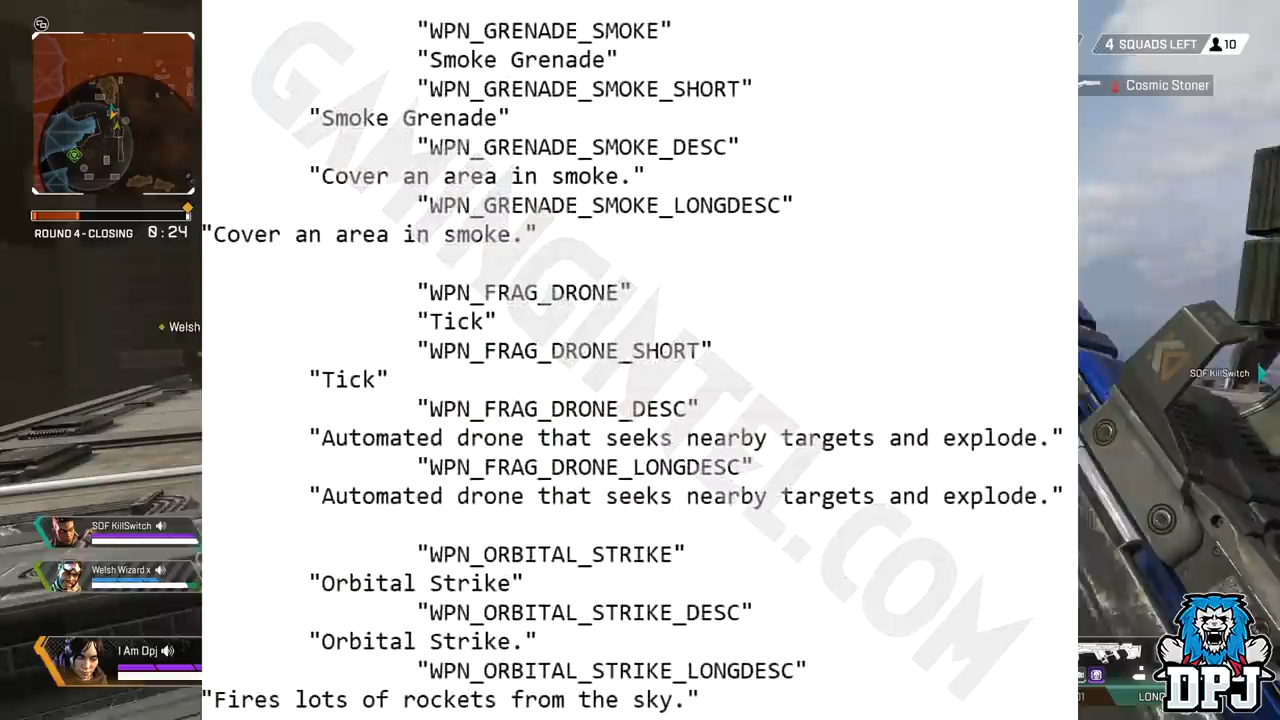 "WPN_GRENADE_SMOKE"
"Smoke Grenade"
"WPN_GRENADE_SMOKE_SHORT"
"Smoke Grenade"
"WPN_GRENADE_SMOKE_DESC"
"Cover an area in smoke."
"WPN_GRENADE_SMOKE_LONGDESC"
"Cover an area in smoke."
"WPN_FRAG_DRONE"
"Tick"
"WPN_FRAG_DRONE_SHORT"
"Tick"
"WPN_FRAG_DRONE_DESC"
"Automated drone that seeks nearby targets and explode."
"WPN_FRAG_DRONE_LONGDESC"
"Automated drone that seeks nearby targets and explode."
"WPN_ORBITAL_STRIKE"
"Orbital Strike"
"WPN_ORBITAL_STRIKE_DESC"
"Orbital Strike."
"WPN_ORBITAL_STRIKE_LONGDESC"
"Fires lots of rockets from the sky."
GAMINGINTEL.COM
ROUND 4 - CLOSING 0:24
Welsh
SOF KillSwitch
Welsh Wizard x
I Am Dpj
4 SQUADS LEFT 10
Cosmic Stoner
SOF KillSwitch
LONG
DPJ